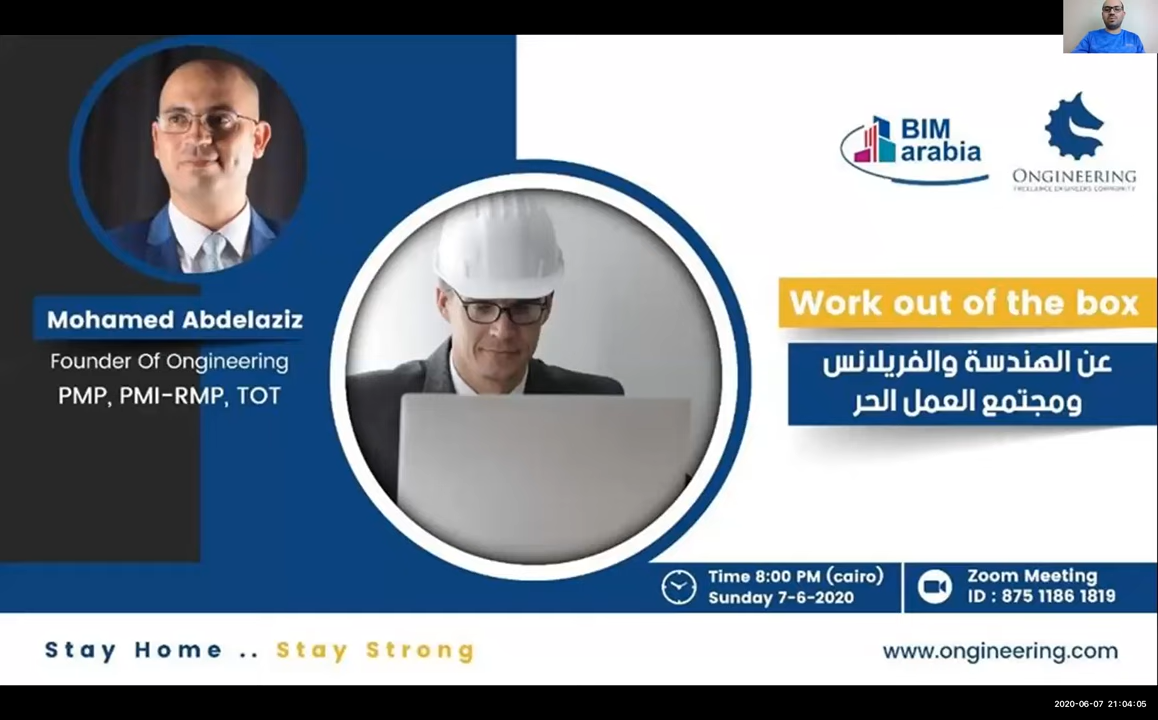 BIM
arabia
ONGINEERING
FREELANCE ENGINEERS COMMUNITY
Mohamed Abdelaziz
Founder Of Ongineering
PMP, PMI-RMP, TOT
Work out of the box
عن الهندسة والفريلانس
ومجتمع العمل الحر
Time 8:00 PM (cairo)
Sunday 7-6-2020
Zoom Meeting
ID : 875 1186 1819
Stay Home .. Stay Strong
www.ongineering.com
2020-06-07 21:04:05